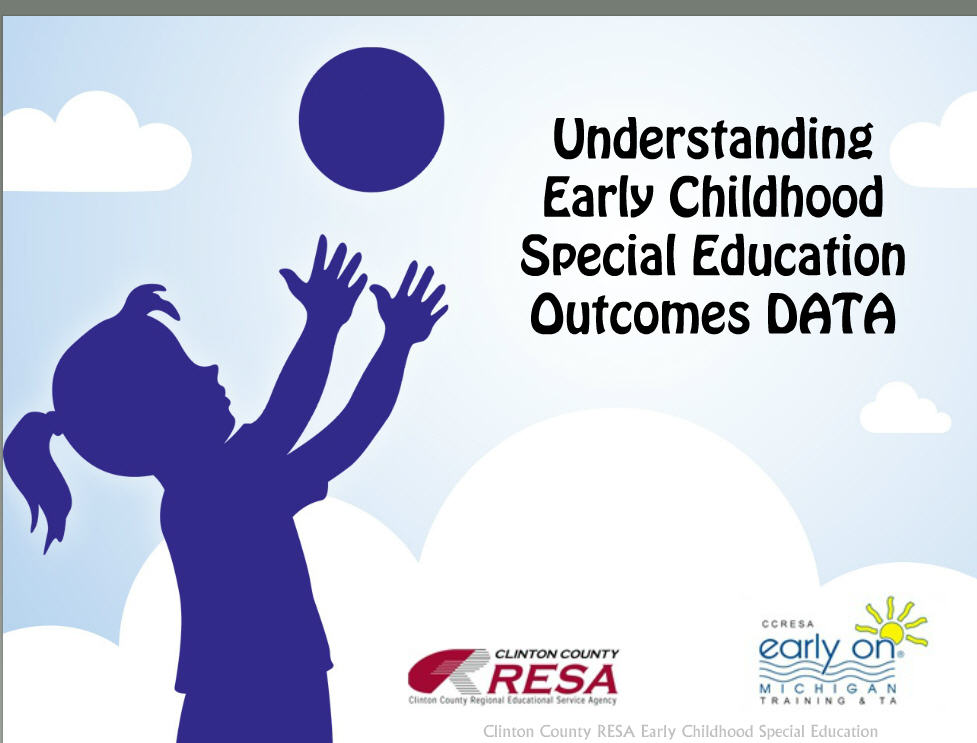 Understanding
Early Childhood
Special Education
Outcomes DATA
CLINTON COUNTY
RESA
Clinton County Regional Educational Service Agency
CCRESA
early on®
MICHIGAN
TRAINING & TA
Clinton County RESA Early Childhood Special Education